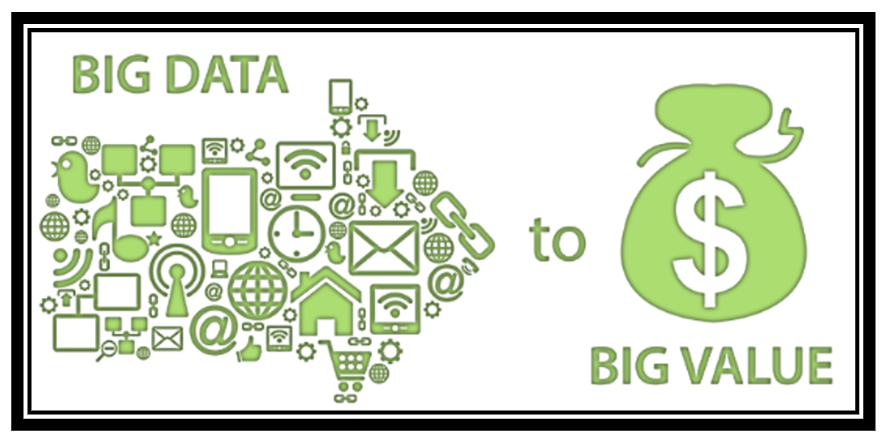 BIG DATA
to
$
BIG VALUE